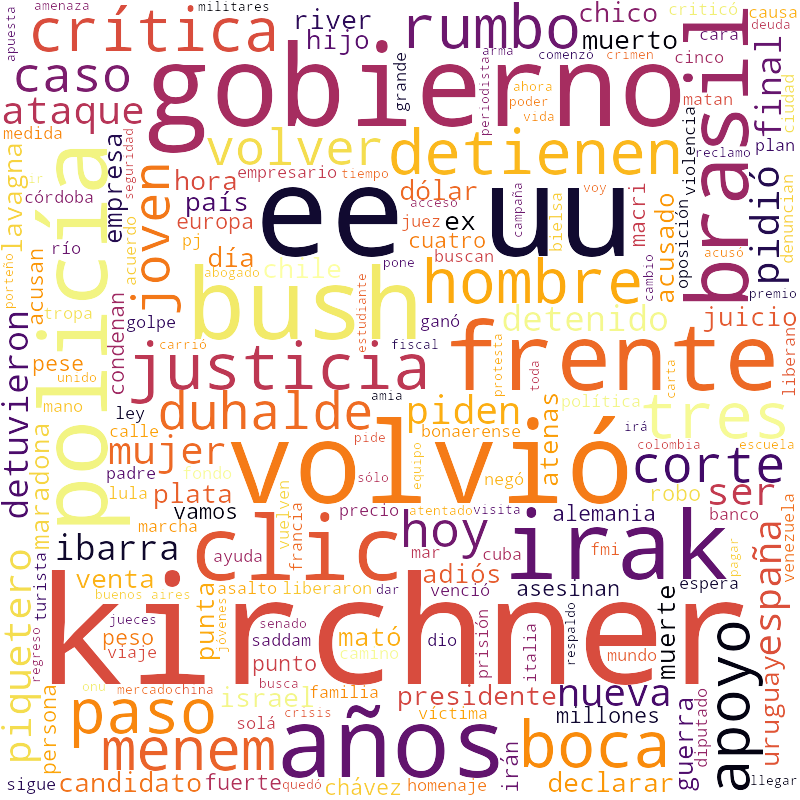 amenaza
militares
crítica
rumbo
chico
criticó
causa
apuesta
river
hijo
muerto
cara
deuda
gobierno
brasil
final
caso
ataque
grande
periodista
arma
comenzo
crimen
cinco
matan
ahora
poder
vida
ciudad
medida
policía
volver
detienen
violencia
reclamo
plan
pidió
seguridad
ir
joven
hora
empresario
tiempo
dólar
acceso
voy
macri
oposición
denuncian
lavagna
empresa
córdoba
país
ee uu
juez
ex
campaña
bielsa
acusado
europa
cuatro
buscan
pj
río
acuerdo
día
abogado
pone
cambio
acusó
premio
porteño
acusan
tropa
chile
bush
hombre
estudiante
detenido
juicio
golpe
ganó
detuvieron
condenan
carrió
fiscal
frente
liberano
pese
unido
justicia
protesta
toda
carta
mano
amia
política
tres
ley
duhalde
piden
atenas
calle
bonaerense
irá
maradona
mujer
volvió
colombia
escuela
padre
pide
sólo
equipo
negó
corte
lula
fondo
plata
robo
ser
vamos
vuelven
francia
precio
atentado
visita
alemania
banco
venezuela
piquetero
ibarra
marcha
clic
hoy
irak
españa
ayuda
mar
cuba
fmi
pagar
turista
venta
asalto
liberaron
dar
adiós
asesinan
espera
buenos aires
punta
kirchner
venció
respaldo
muerte
apoyo
regreso
jueces
jóvenes
senado
saddam
mató
dio
prisión
italia
mundo
uruguay
peso
viaje
camino
punto
persona
onu
mercado
china
busca
israel
familia
presidente
nueva
paso
solá
crisis
años
víctima
millones
boca
guerra
diputado
menem
irán
sigue
candidato
fuerte
quedó
chávez
homenaje
declarar
llegar